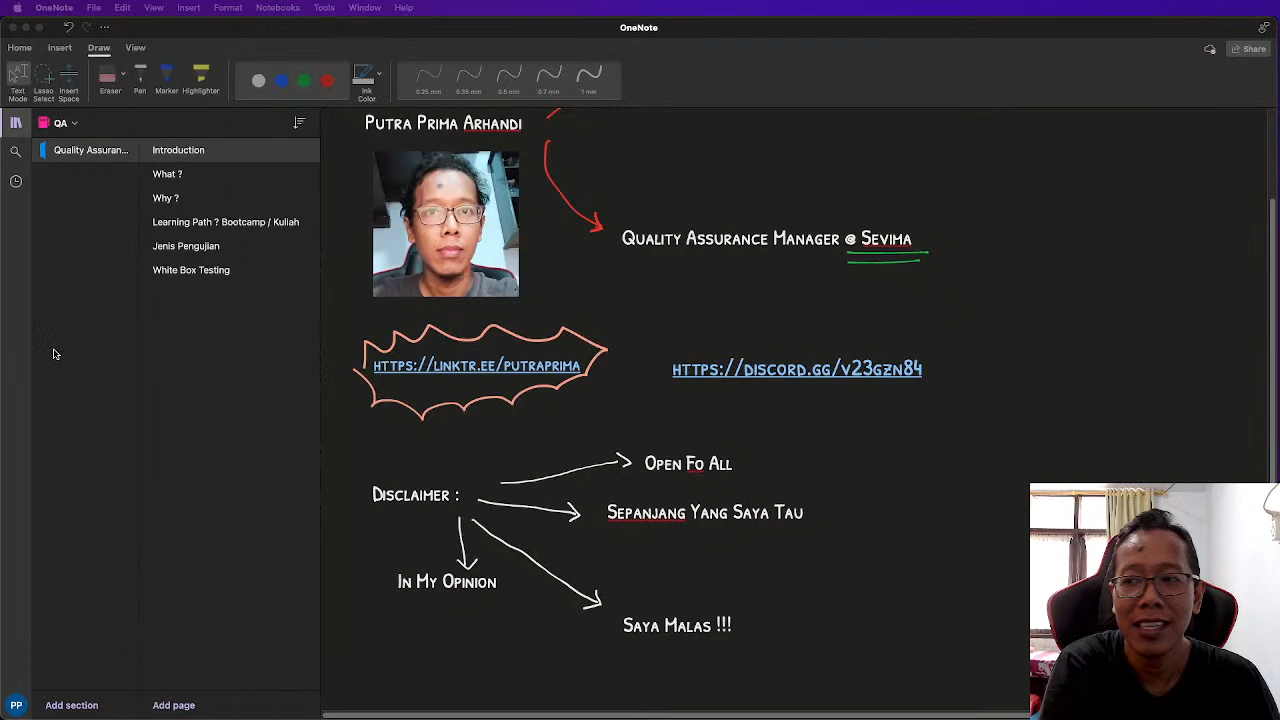 OneNote File Edit View Insert Format Notebooks Tools Window Help
OneNote
Home Insert Draw View
Share
Text Mode
Lasso Select
Insert Space
Eraser
Pen
Marker
Highlighter
Ink Color
0.25 mm
0.35 mm
0.5 mm
0.7 mm
1 mm
QA
Quality Assuran...
Introduction
What ?
Why ?
Learning Path ? Bootcamp / Kuliah
Jenis Pengujian
White Box Testing
Putra Prima Arhandi
Quality Assurance Manager @ Sevima
https://linktr.ee/putraprima
https://discord.gg/v23gzn84
Disclaimer :
Open Fo All
Sepanjang Yang Saya Tau
In My Opinion
Saya Malas !!!
PP
Add section
Add page